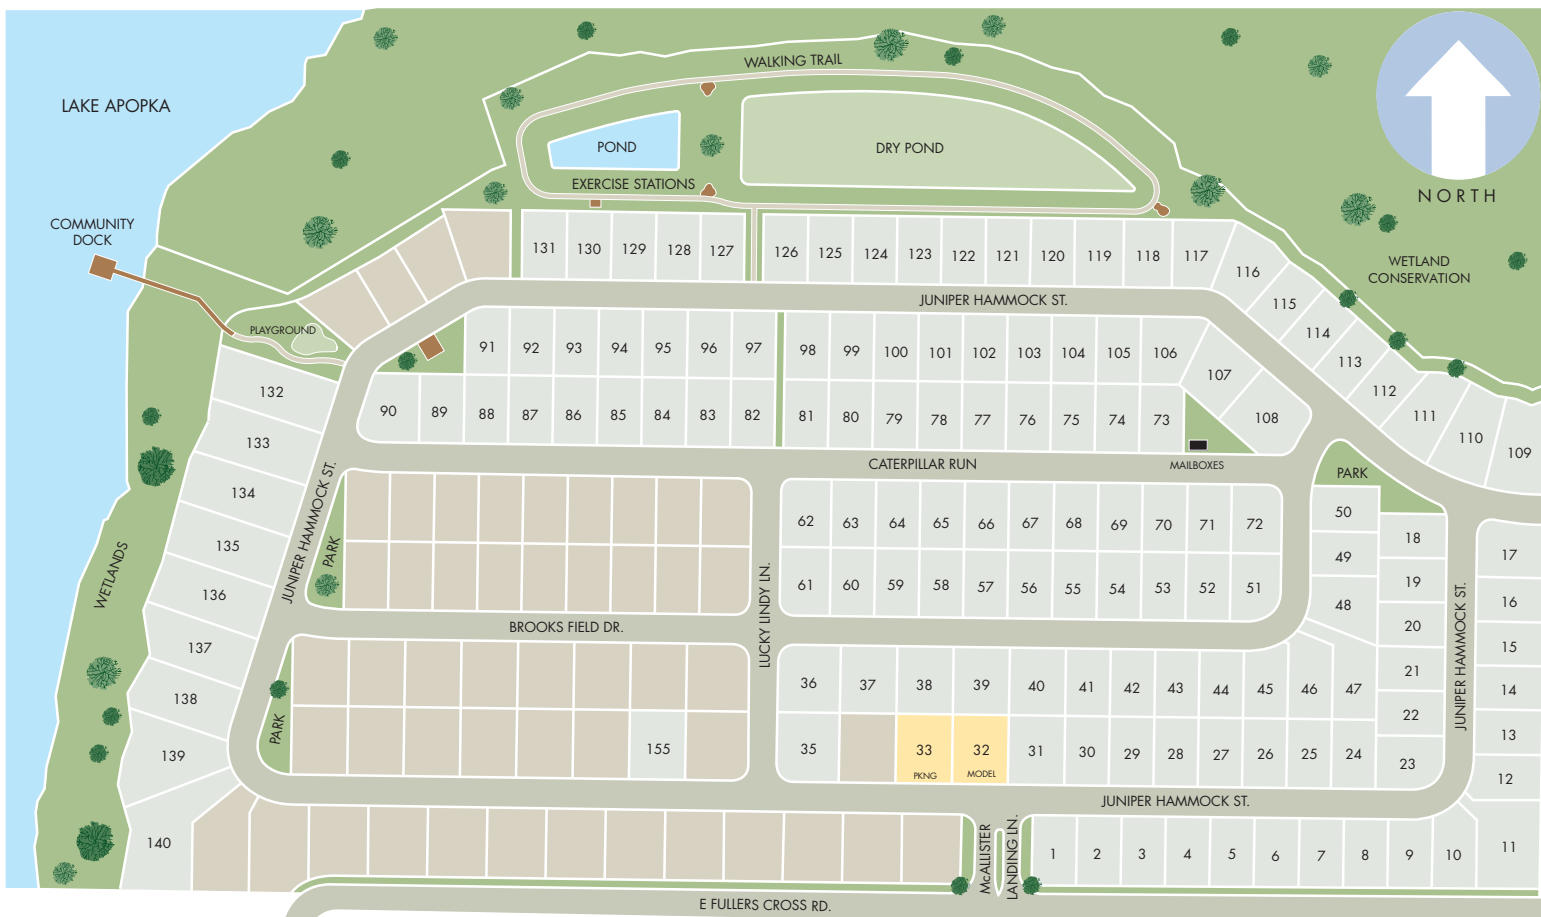 WALKING TRAIL
LAKE APOPKA
POND
DRY POND
EXERCISE STATIONS
NORTH
COMMUNITY
DOCK
WETLAND
CONSERVATION
131 130 129 128 127 126 125 124 123 122 121 120 119 118 117
116
115
114
113
112
111
110
109
JUNIPER HAMMOCK ST.
PLAYGROUND
91 92 93 94 95 96 97 98 99 100 101 102 103 104 105 106
107
108
90 89 88 87 86 85 84 83 82 81 80 79 78 77 76 75 74 73
132
133
134
135
136
137
138
139
140
CATERPILLAR RUN
MAILBOXES
PARK
JUNIPER HAMMOCK ST.
PARK
WETLANDS
62 63 64 65 66 67 68 69 70 71 72
61 60 59 58 57 56 55 54 53 52 51
50
49
48
18
19
20
21
22
23
17
16
15
14
13
12
11
JUNIPER HAMMOCK ST.
LUCKY LINDY LN.
BROOKS FIELD DR.
36 37 38 39 40 41 42 43 44 45 46 47
PARK
155
35 33 32 31 30 29 28 27 26 25 24
PKNG MODEL
JUNIPER HAMMOCK ST.
McALLISTER
LANDING LN.
1 2 3 4 5 6 7 8 9 10
E FULLERS CROSS RD.